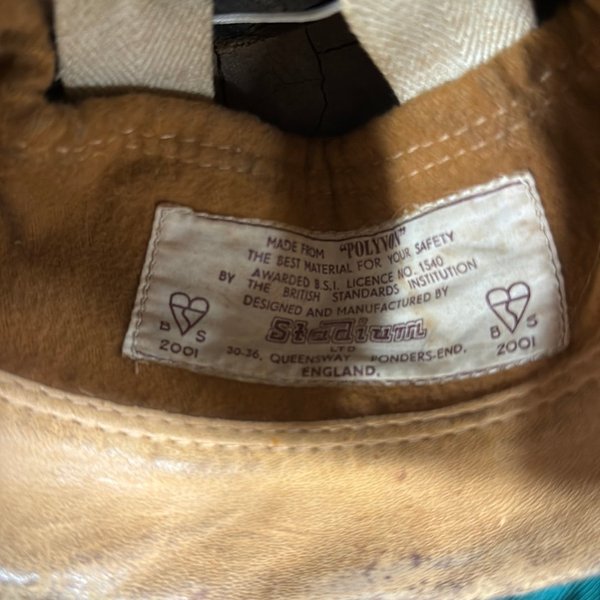 MADE FROM "POLYVON"
THE BEST MATERIAL FOR YOUR SAFETY
AWARDED B.S.I. LICENCE NO. 1540
BY THE BRITISH STANDARDS INSTITUTION
DESIGNED AND MANUFACTURED BY
Stadium
LTD
30-36, QUEENSWAY PONDERS-END,
ENGLAND.
B S
2001
B S
2001